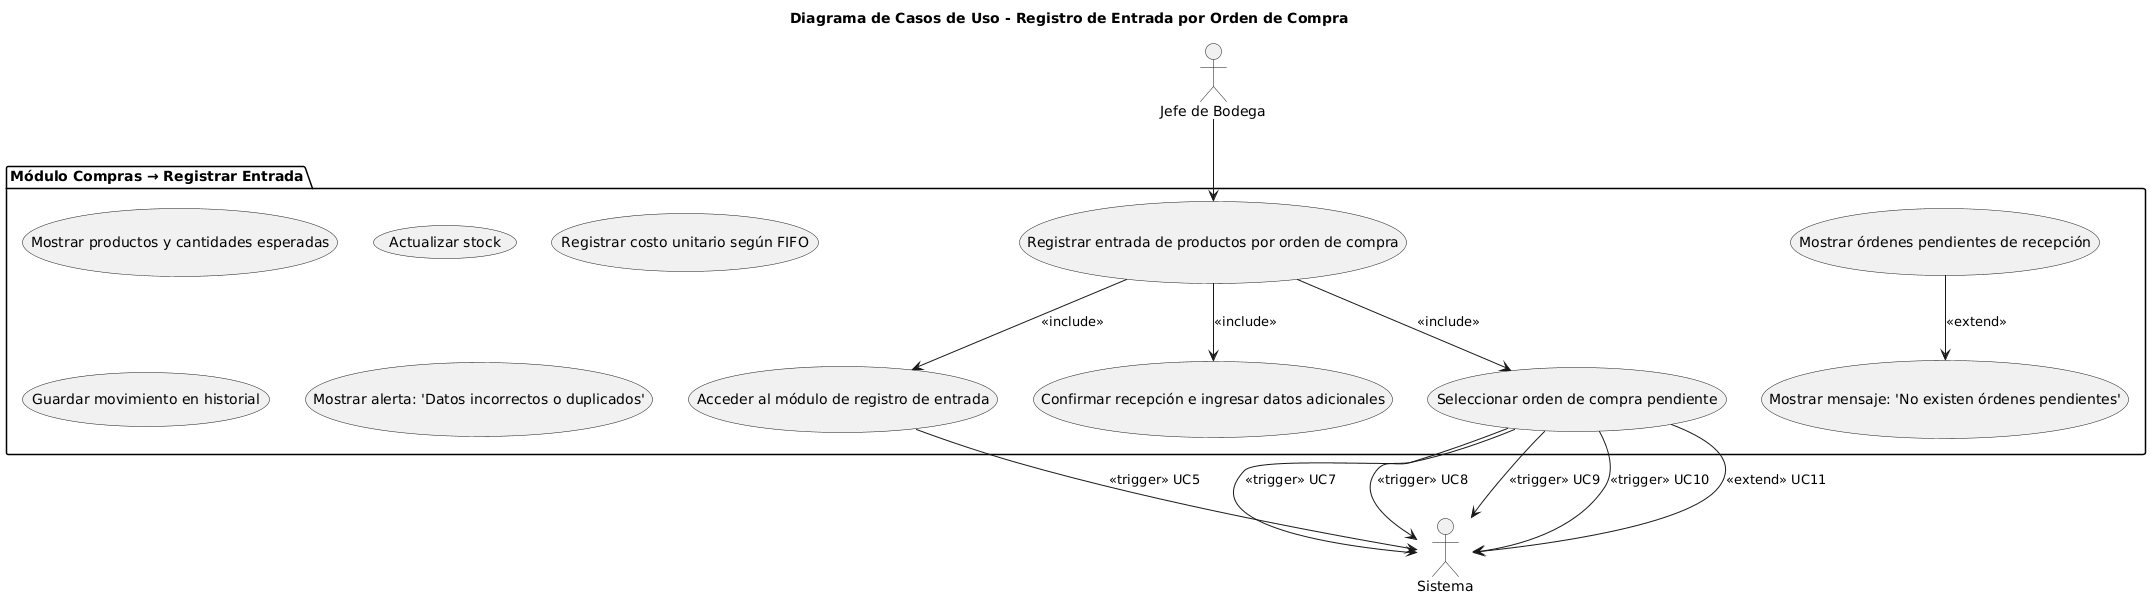 Diagrama de Casos de Uso - Registro de Entrada por Orden de Compra
Jefe de Bodega
Módulo Compras → Registrar Entrada
Mostrar productos y cantidades esperadas
Actualizar stock
Registrar costo unitario según FIFO
Registrar entrada de productos por orden de compra
Mostrar órdenes pendientes de recepción
«include»
«include»
«include»
«extend»
Guardar movimiento en historial
Mostrar alerta: 'Datos incorrectos o duplicados'
Acceder al módulo de registro de entrada
Confirmar recepción e ingresar datos adicionales
Seleccionar orden de compra pendiente
Mostrar mensaje: 'No existen órdenes pendientes'
«trigger» UC5
«trigger» UC7
«trigger» UC8
«trigger» UC9
«trigger» UC10
«extend» UC11
Sistema